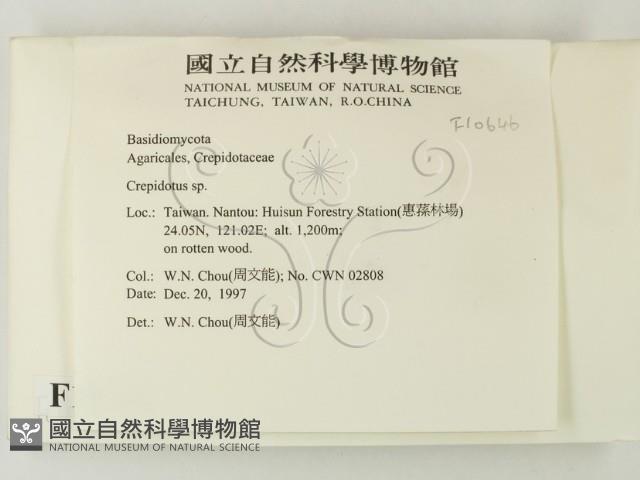 國立自然科學博物館
NATIONAL MUSEUM OF NATURAL SCIENCE
TAICHUNG, TAIWAN, R.O.CHINA
F10646
Basidiomycota
Agaricales, Crepidotaceae
Crepidotus sp.
Loc.: Taiwan. Nantou: Huisun Forestry Station(惠蓀林場)
24.05N, 121.02E; alt. 1,200m;
on rotten wood.
Col.: W.N. Chou(周文能); No. CWN 02808
Date: Dec. 20, 1997
Det.: W.N. Chou(周文能)
F
國立自然科學博物館
NATIONAL MUSEUM OF NATURAL SCIENCE